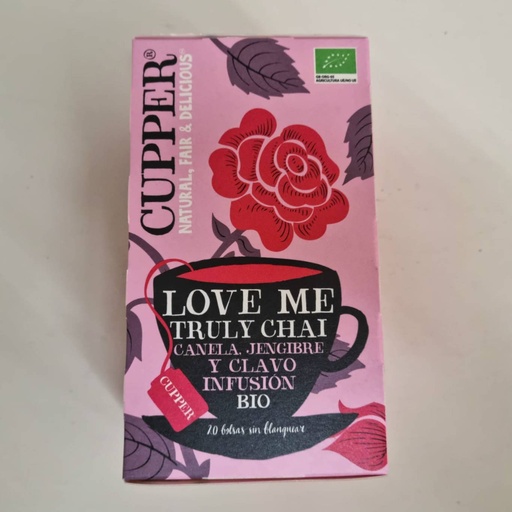 CUPPER®
NATURAL, FAIR & DELICIOUS
LOVE ME
TRULY CHAI
CANELA, JENGIBRE
Y CLAVO
INFUSIÓN
BIO
CUPPER
20 bolsas sin blanquear